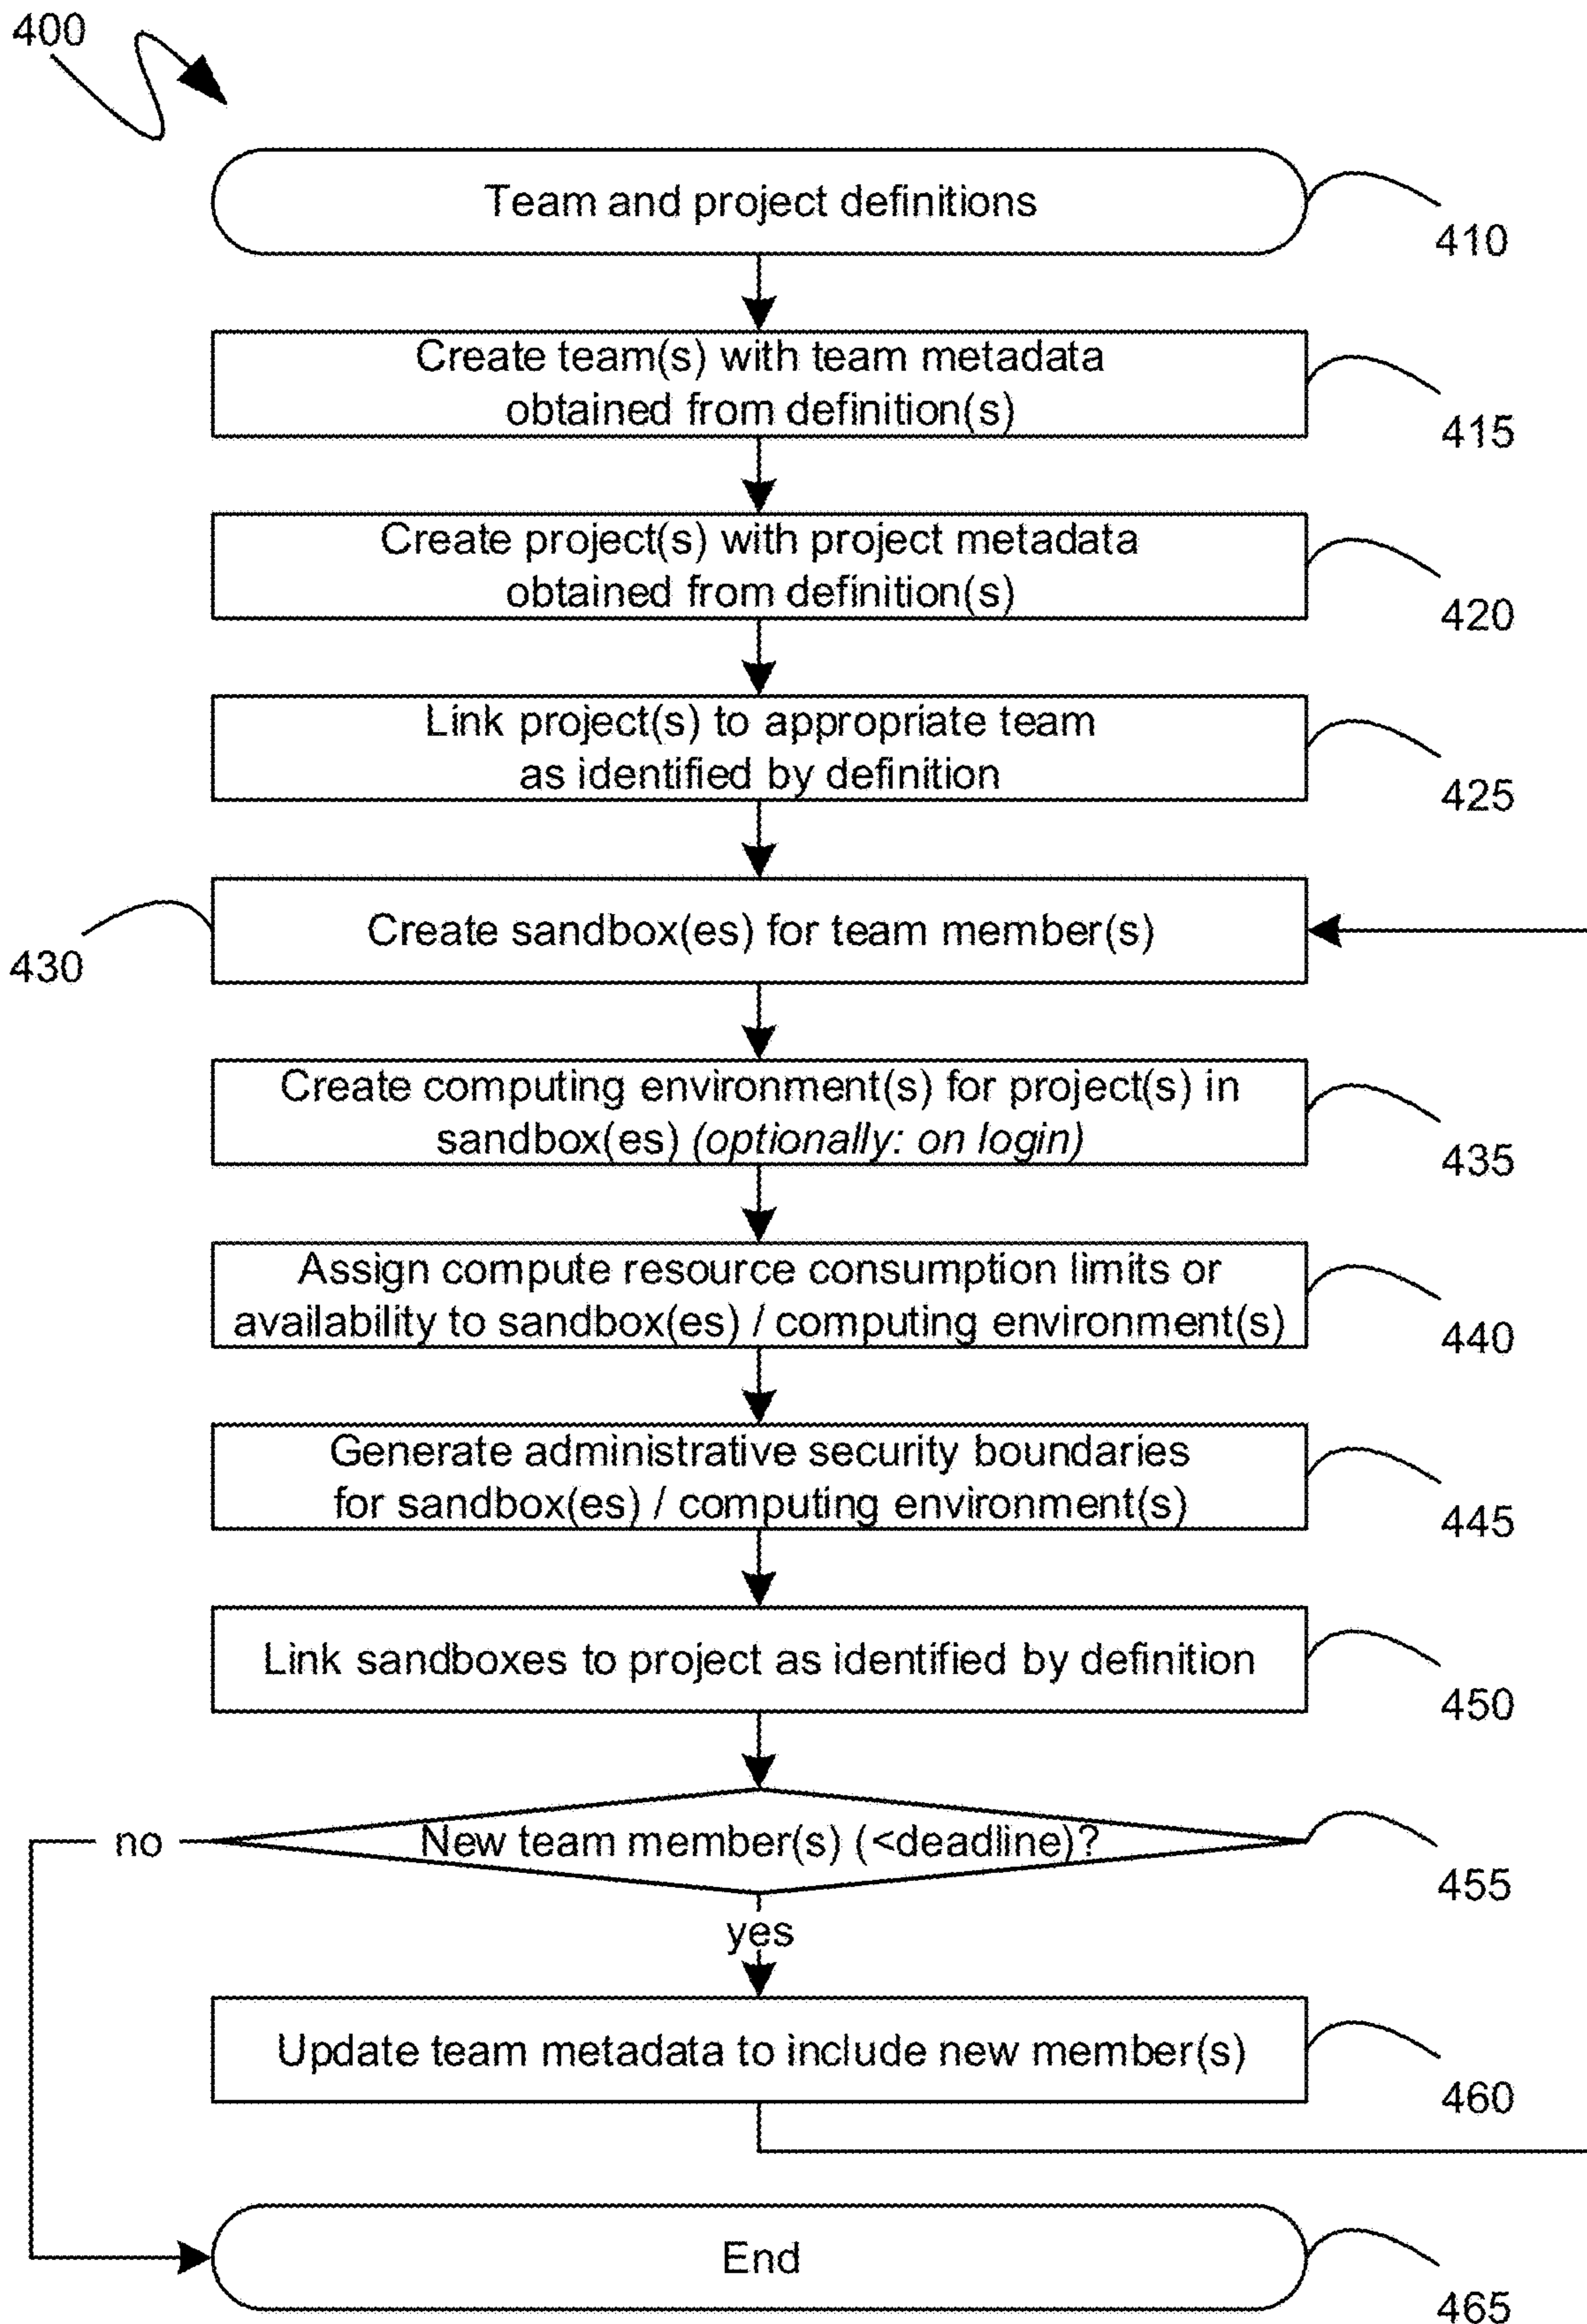 400
Team and project definitions
410
Create team(s) with team metadata
obtained from definition(s)
415
Create project(s) with project metadata
obtained from definition(s)
420
Link project(s) to appropriate team
as identified by definition
425
Create sandbox(es) for team member(s)
430
Create computing environment(s) for project(s) in
sandbox(es) (optionally: on login)
435
Assign compute resource consumption limits or
availability to sandbox(es) / computing environment(s)
440
Generate administrative security boundaries
for sandbox(es) / computing environment(s)
445
Link sandboxes to project as identified by definition
450
no
New team member(s) (<deadline)?
455
yes
Update team metadata to include new member(s)
460
End
465